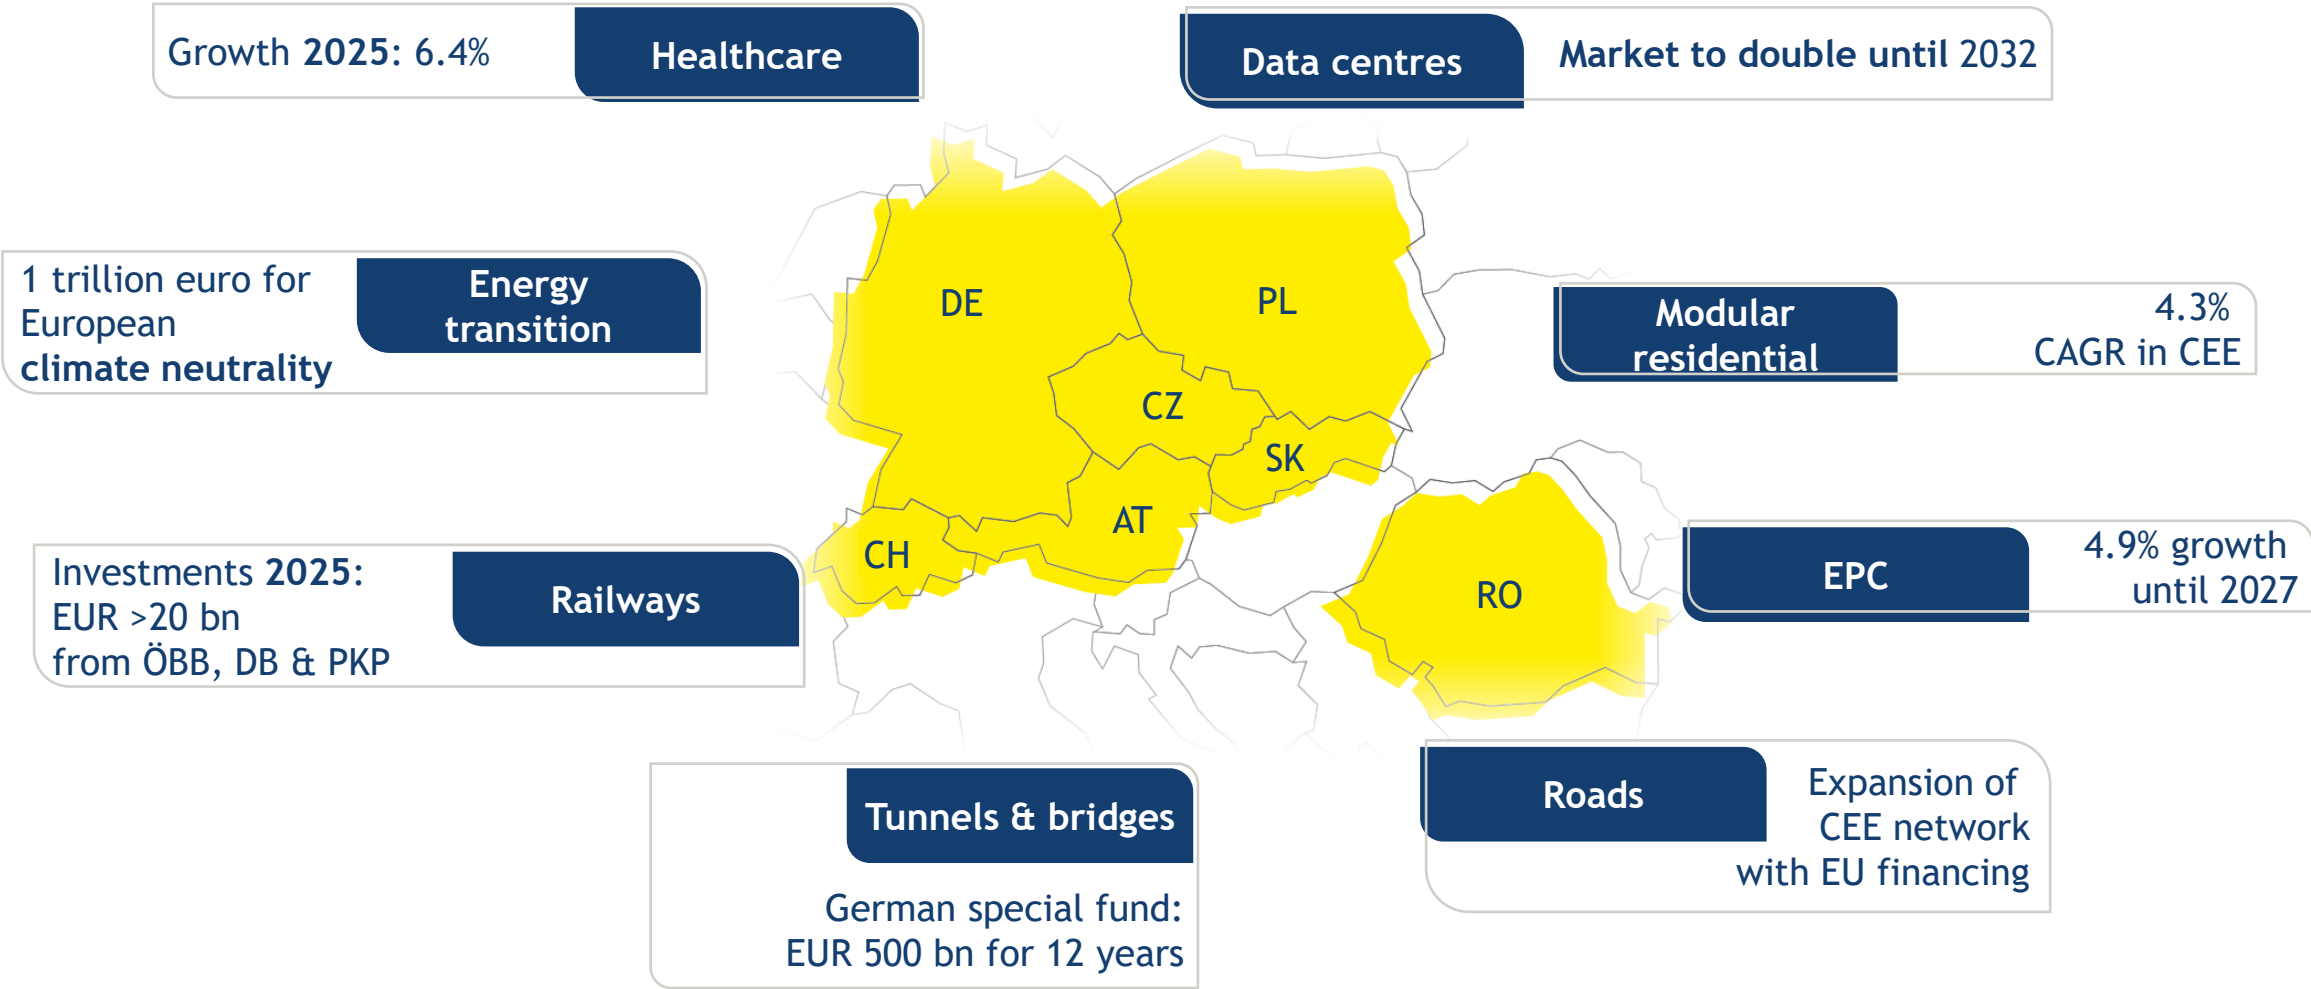 Growth 2025: 6.4%
Healthcare
Data centres
Market to double until 2032
1 trillion euro for
European
climate neutrality
Energy
transition
DE
PL
CZ
SK
AT
CH
RO
Modular
residential
4.3%
CAGR in CEE
Investments 2025:
EUR >20 bn
from ÖBB, DB & PKP
Railways
EPC
4.9% growth
until 2027
Tunnels & bridges
German special fund:
EUR 500 bn for 12 years
Roads
Expansion of
CEE network
with EU financing